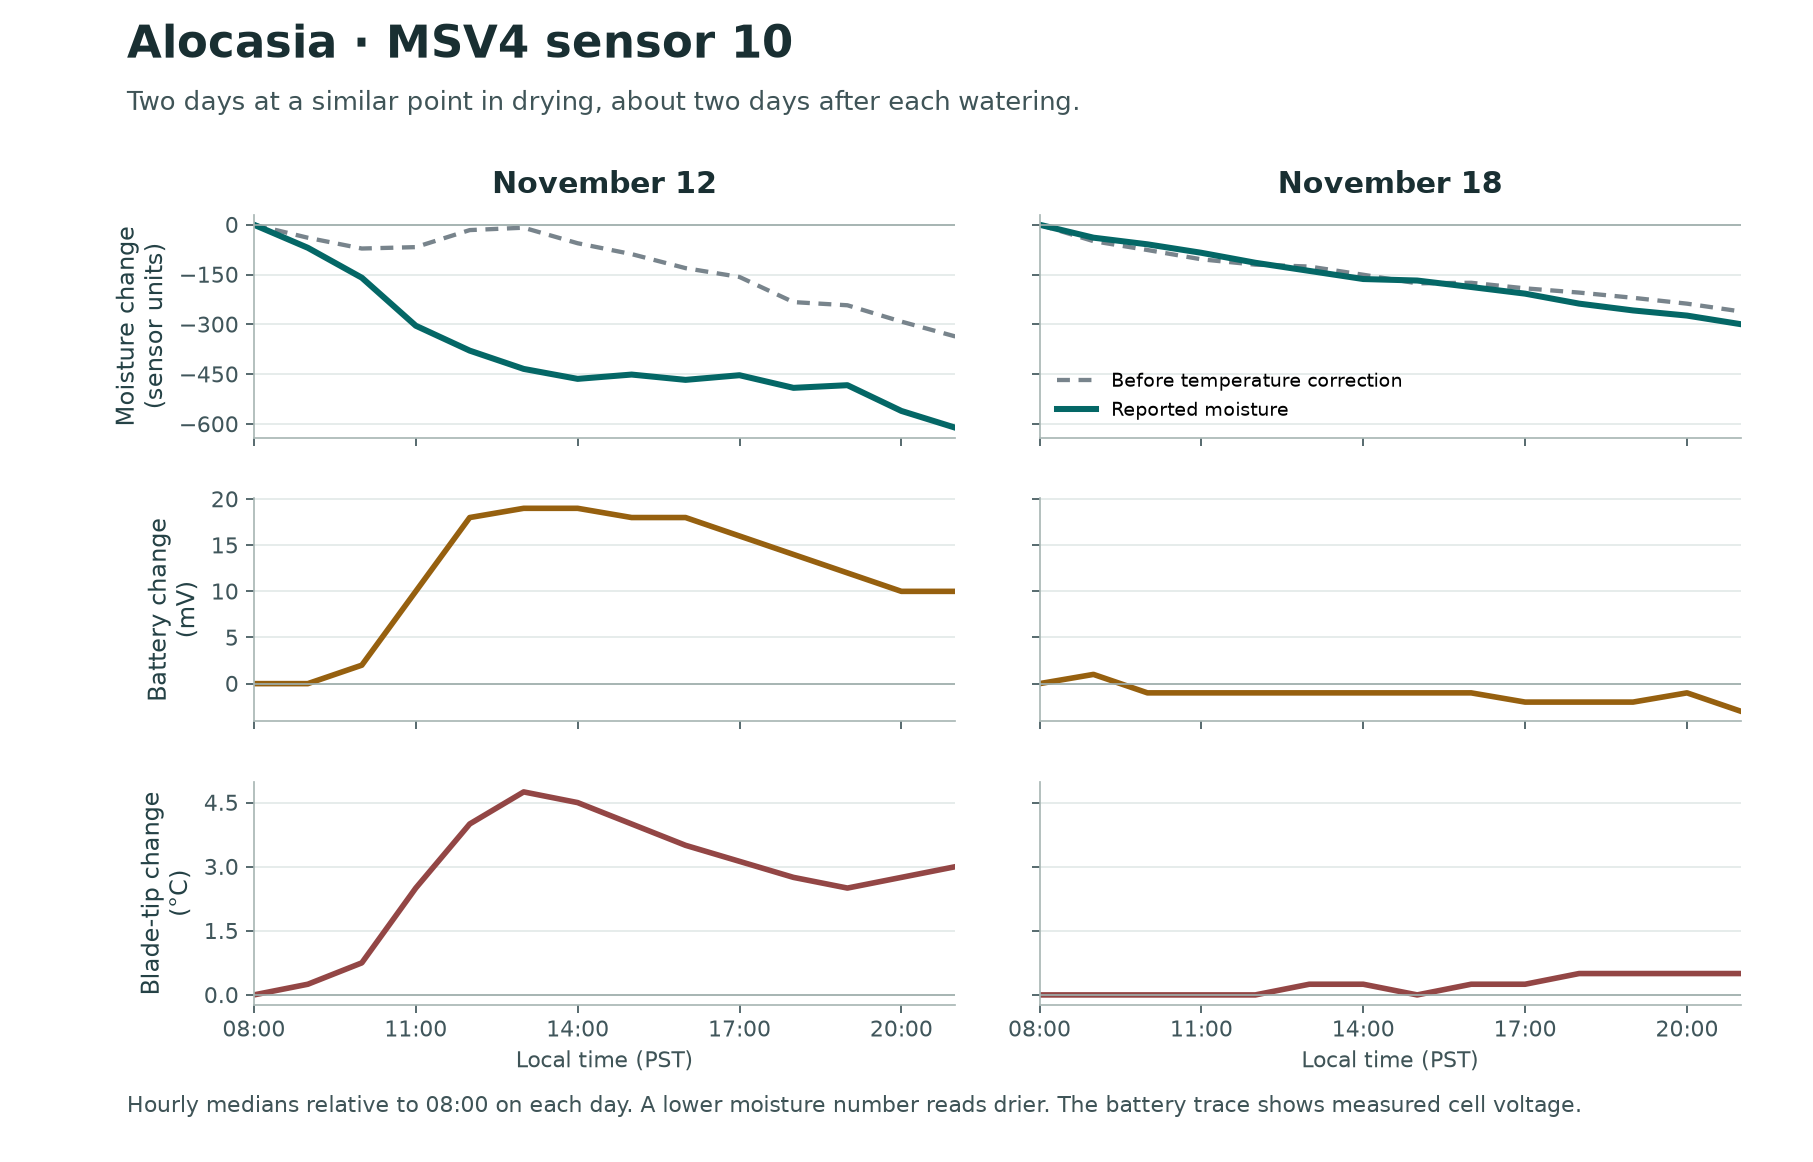 Alocasia · MSV4 sensor 10
Two days at a similar point in drying, about two days after each watering.
November 12
November 18
Moisture change
(sensor units)
0
−150
−300
−450
−600
Before temperature correction
Reported moisture
Battery change
(mV)
20
15
10
5
0
Blade-tip change
(°C)
4.5
3.0
1.5
0.0
08:00 11:00 14:00 17:00 20:00
08:00 11:00 14:00 17:00 20:00
Local time (PST)
Local time (PST)
Hourly medians relative to 08:00 on each day. A lower moisture number reads drier. The battery trace shows measured cell voltage.